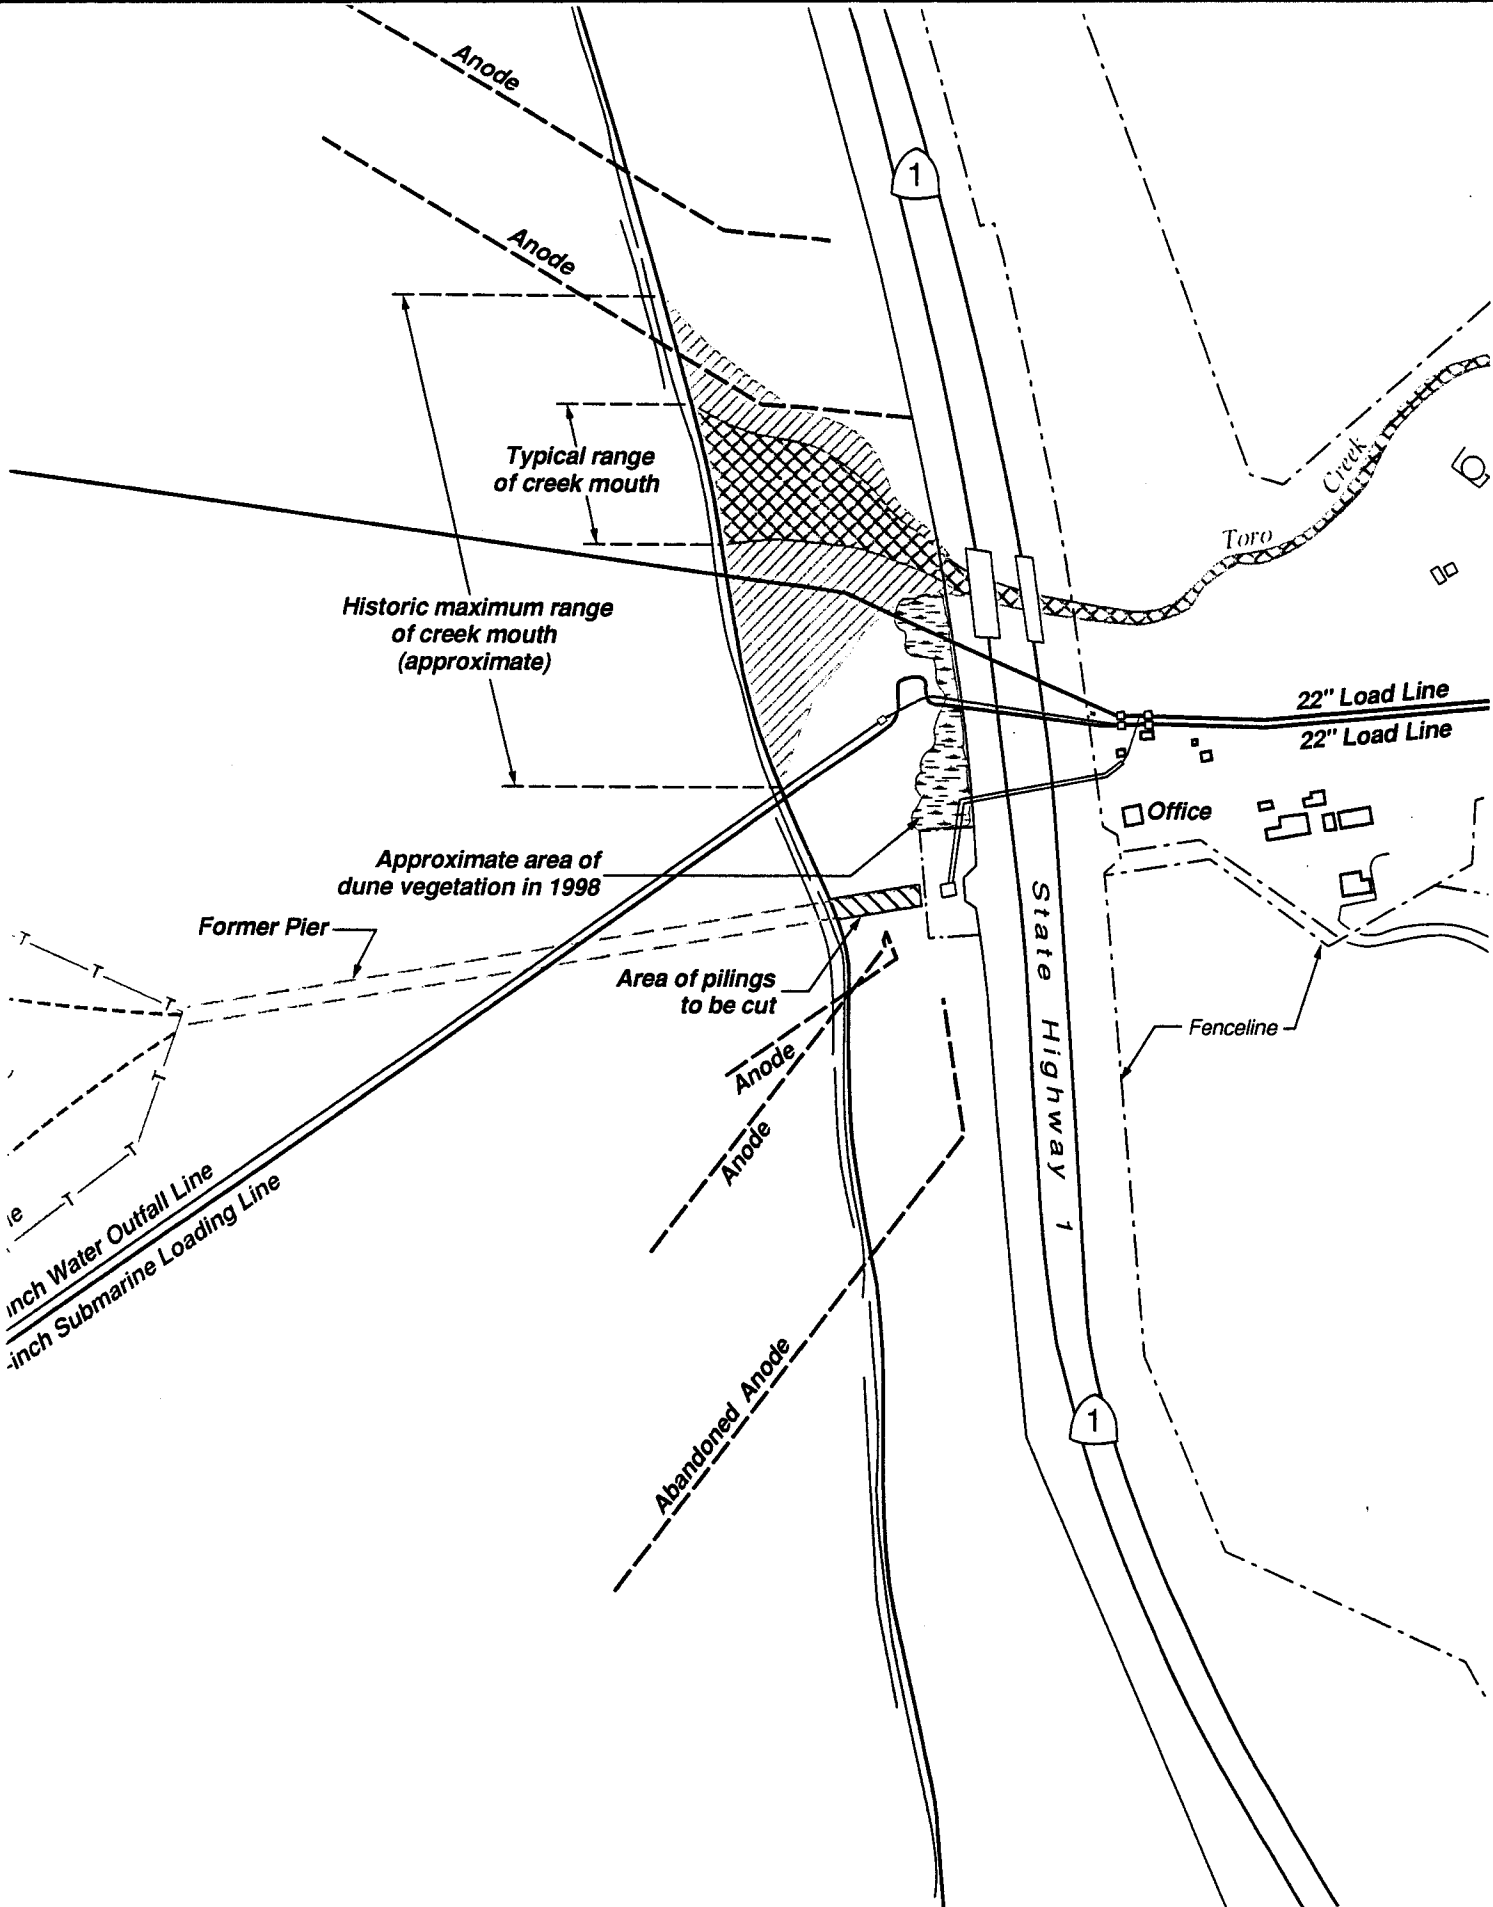 Anode
1
Anode
Typical range
of creek mouth
Creek
Toro
Historic maximum range
of creek mouth
(approximate)
22" Load Line
22" Load Line
Office
Approximate area of
dune vegetation in 1998
Former Pier
T
T
T
Area of pilings
to be cut
State Highway 1
Fenceline
Anode
T
Anode
T
T
inch Water Outfall Line
-inch Submarine Loading Line
Abandoned Anode
1